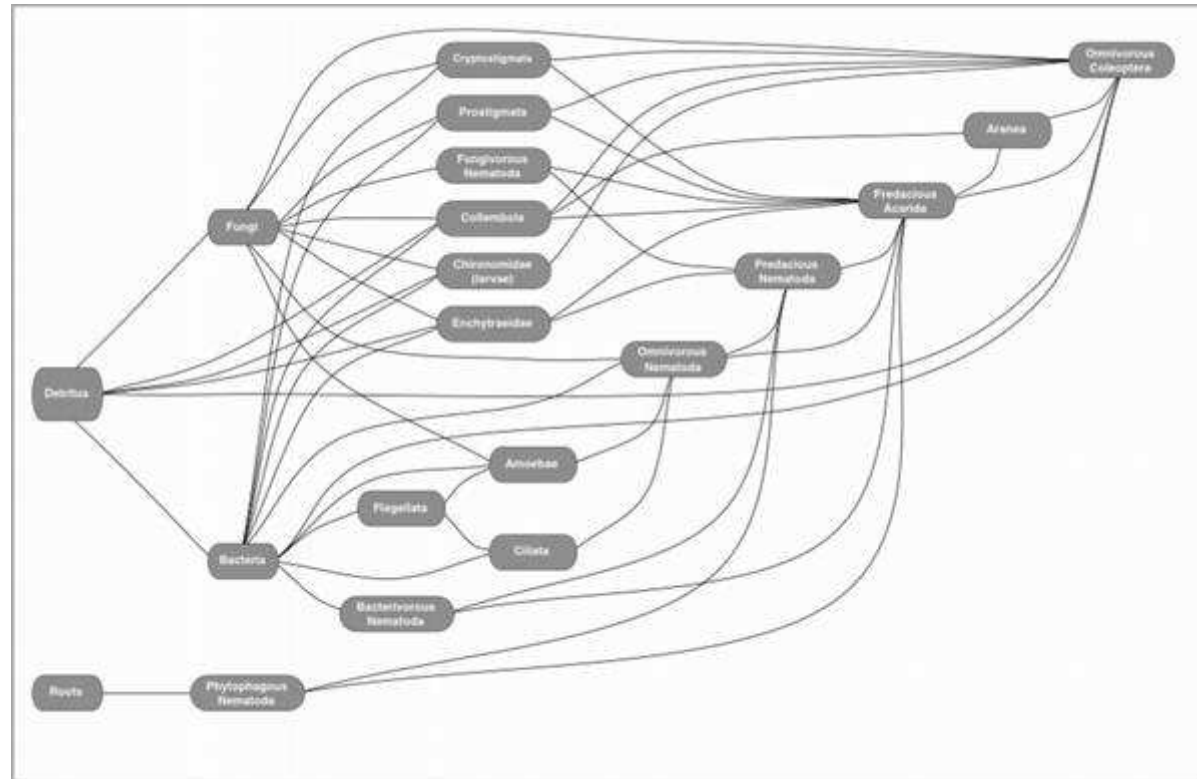 Cryptostigmata
Omnivorous
Coleoptera
Prostigmata
Aranea
Fungivorous
Nematoda
Predacious
Acarida
Fungi
Collembola
Chironomidae
(larvae)
Predacious
Nematoda
Enchytraeidae
Omnivorous
Nematoda
Detritus
Amoebae
Flagellata
Ciliata
Bacteria
Bacterivorous
Nematoda
Roots
Phytophagous
Nematoda